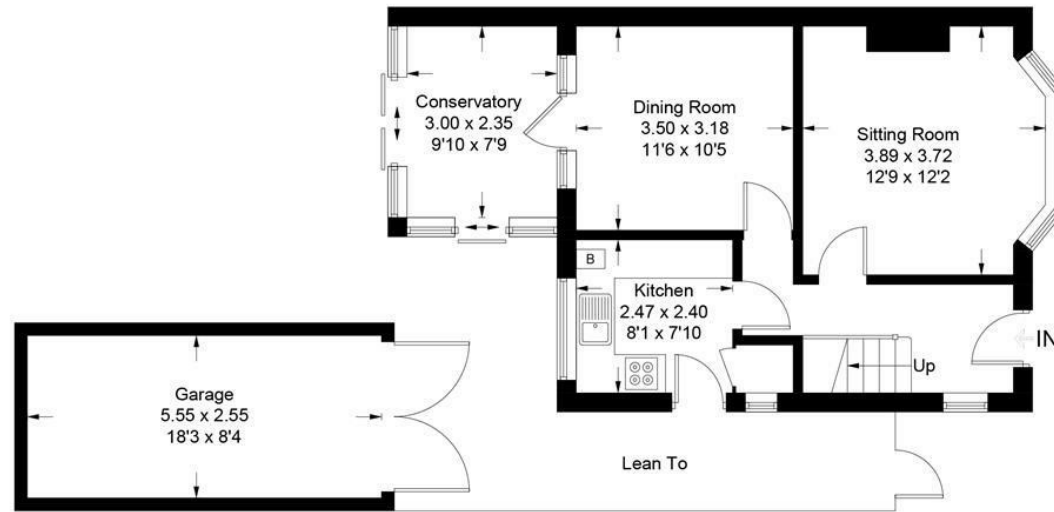 Conservatory
3.00 x 2.35
9'10 x 7'9
Dining Room
3.50 x 3.18
11'6 x 10'5
Sitting Room
3.89 x 3.72
12'9 x 12'2
B
Kitchen
2.47 x 2.40
8'1 x 7'10
IN
Up
Garage
5.55 x 2.55
18'3 x 8'4
Lean To